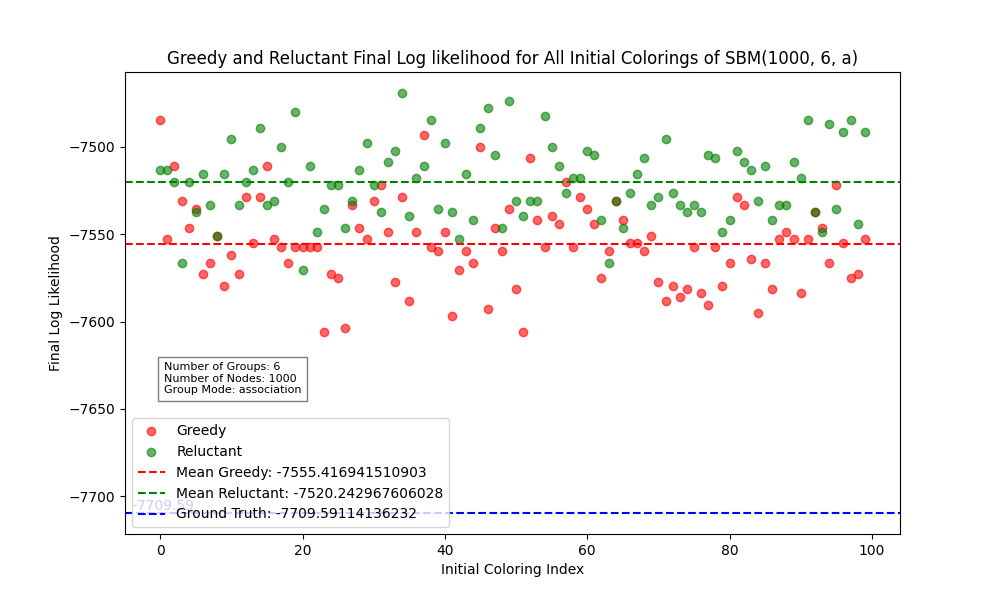 Greedy and Reluctant Final Log likelihood for All Initial Colorings of SBM(1000, 6, a)
Final Log Likelihood
−7500
−7550
−7600
−7650
−7700
Number of Groups: 6
Number of Nodes: 1000
Group Mode: association
Greedy
Reluctant
Mean Greedy: -7555.416941510903
Mean Reluctant: -7520.242967606028
-7709.59
Ground Truth: -7709.59114136232
0
20
40
60
80
100
Initial Coloring Index